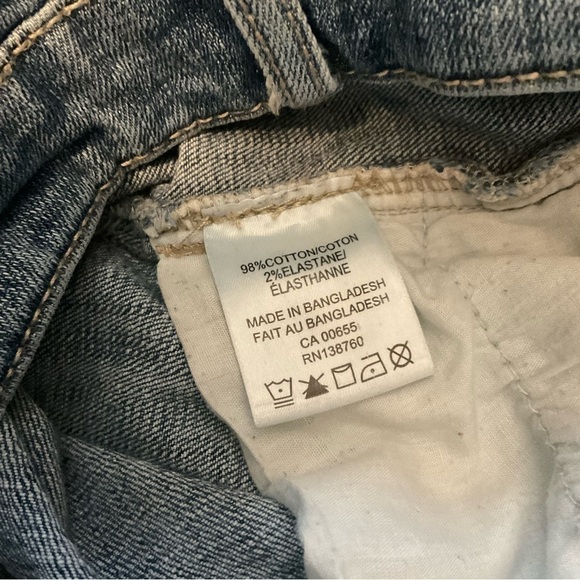 98%COTTON/COTON
2%ELASTANE/
ÉLASTHANNE
MADE IN BANGLADESH
FAIT AU BANGLADESH
CA 00655
RN138760